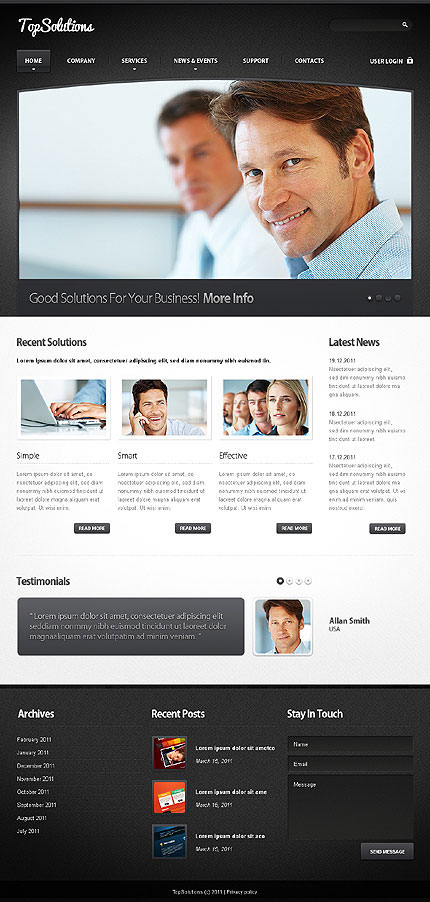 TopSolutions
HOME COMPANY SERVICES NEWS & EVENTS SUPPORT CONTACTS USER LOGIN
Good Solutions For Your Business! More Info
Recent Solutions
Lorem ipsum dolor sit amet, consectetuer adipiscing elit, sed diam nonummy nibh euismod tinc.
Simple
Lorem ipsum dolor sit amet, co
nsectetuer adipiscing elit, sed di
nonummy nibh euismod tincidunt
ut laoreet dolore magna aliquam
volutpat. Ut wisi enim.
READ MORE
Smart
Lorem ipsum dolor sit amet, co
nsectetuer adipiscing elit, sed di
nonummy nibh euismod tincidunt
ut laoreet dolore magna aliquam
volutpat. Ut wisi enim.
READ MORE
Effective
Lorem ipsum dolor sit amet, co
nsectetuer adipiscing elit, sed di
nonummy nibh euismod tincidunt
ut laoreet dolore magna aliquam
volutpat. Ut wisi enim.
READ MORE
Latest News
19.12.2011
Nsectetuer adipiscing elit,
sed dim nonummy nibh euismo
tincidunt ut laoreet dolore ma
gna aliquam.
18.12.2011
Nsectetuer adipiscing elit,
sed dim nonummy nibh euismo
tinc idunt ut laoreet.
17.12.2011
Nsectetuer adipiscing elit,
sed dim nonummy nibh euismo
tincidunt ut laoreet dolore ma
gna aliquam erat volutpat. Ut
wisi enim ad minim veniam, quis
nostrud exerci.
READ MORE
Testimonials
“ Lorem ipsum dolor sit amet, consectetuer adipiscing elit
seddiam nonummy nibh euismod tincidunt ut laoreet dolor
magnaaliquam erat volutpatim ad minim veniami. ”
Allan Smith
USA
Archives
February 2011
January 2011
December 2011
November 2011
October 2011
September 2011
August 2011
July 2011
Recent Posts
Lorem ipsum dolor sit ametco
March 16, 2011
Lorem ipsum dolor sit ame
March 16, 2011
Lorem ipsum dolor sit aco
March 16, 2011
Stay In Touch
Name
Email
Message
SEND MESSAGE
TopSolutions (c) 2011 | Privacy policy